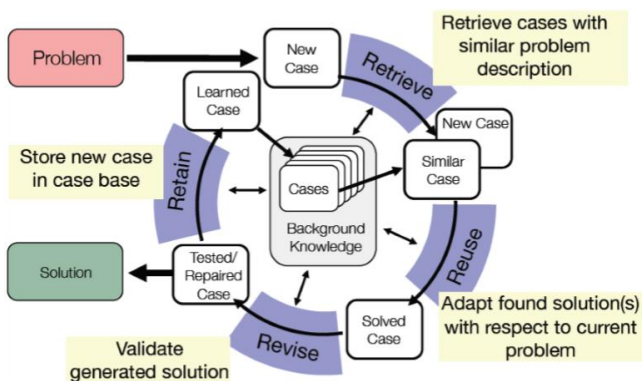 Problem
New
Case
Retrieve
Retrieve cases with
similar problem
description
Learned
Case
New Case
Similar
Case
Store new case
in case base
Retain
Cases
Background
Knowledge
Reuse
Solution
Tested/
Repaired
Case
Revise
Solved
Case
Adapt found solution(s)
with respect to current
problem
Validate
generated solution